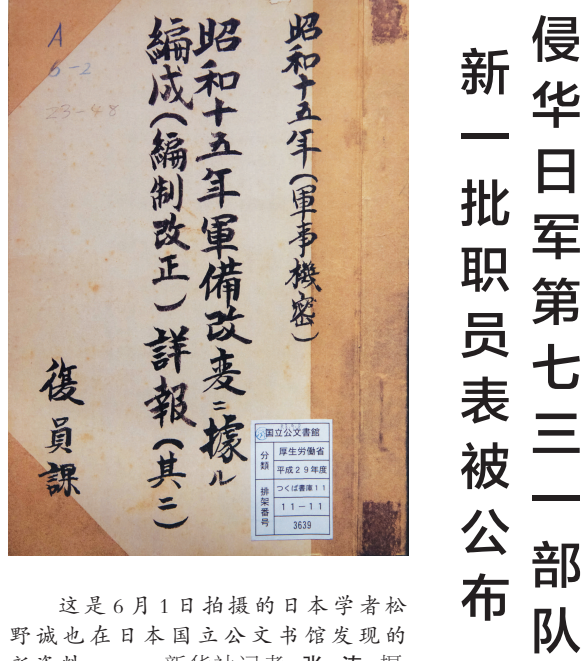 侵华日军第七三一部队
新一批职员表被公布
昭和十五年(軍事機密)
昭和十五年軍備改変ニ據ル
編成(編制改正)詳報(其二)
復員課
A
6-2
23-48
国立公文書館
分類
厚生労働省
平成29年度
排架番号
つくば書庫11
11-11
3639
这是6月1日拍摄的日本学者松
野诚也在日本国立公文书馆发现的